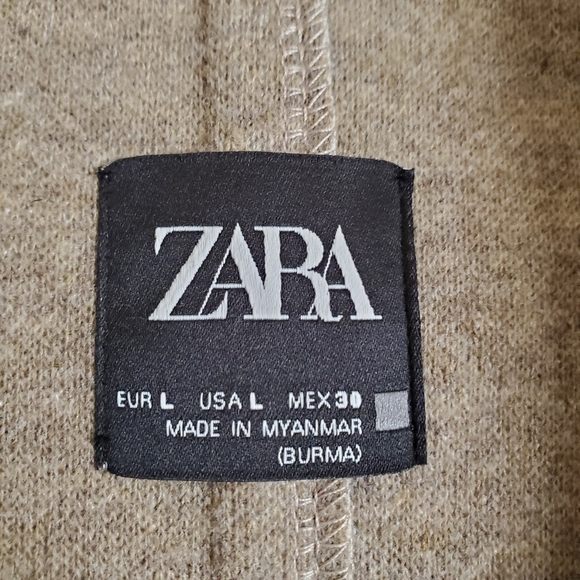 ZARA
EUR L USA L MEX 30
MADE IN MYANMAR
(BURMA)